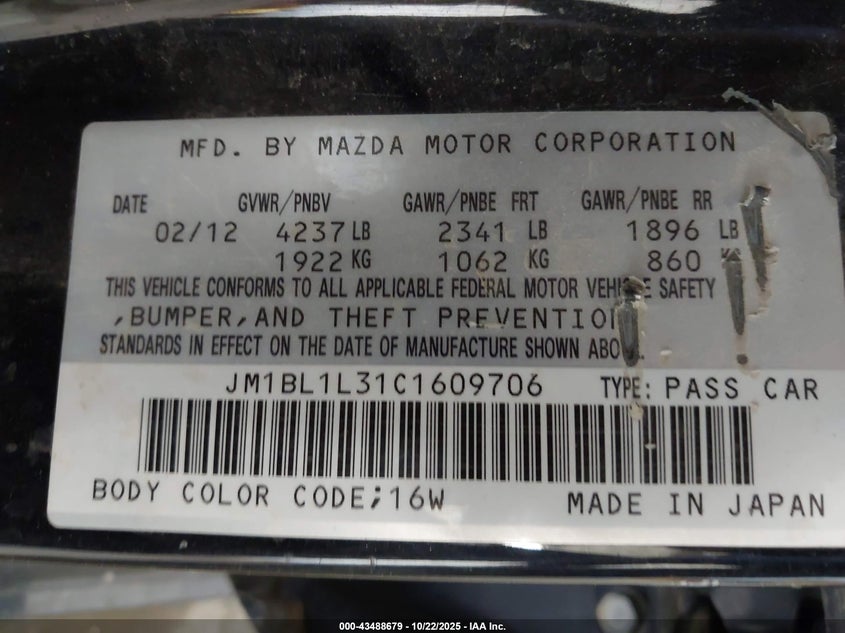 MFD. BY MAZDA MOTOR CORPORATION
DATE GVWR/PNBV GAWR/PNBE FRT GAWR/PNBE RR
02/12 4237 LB 2341 LB 1896 LB
1922 KG 1062 KG 860
THIS VEHICLE CONFORMS TO ALL APPLICABLE FEDERAL MOTOR VEHICLE SAFETY
,BUMPER,AND THEFT PREVENTION
STANDARDS IN EFFECT ON THE DATE OF MANUFACTURE SHOWN ABOVE.
JM1BL1L31C1609706 TYPE: PASS CAR
BODY COLOR CODE;16W MADE IN JAPAN
000-43488679 - 10/22/2025 - IAA Inc.